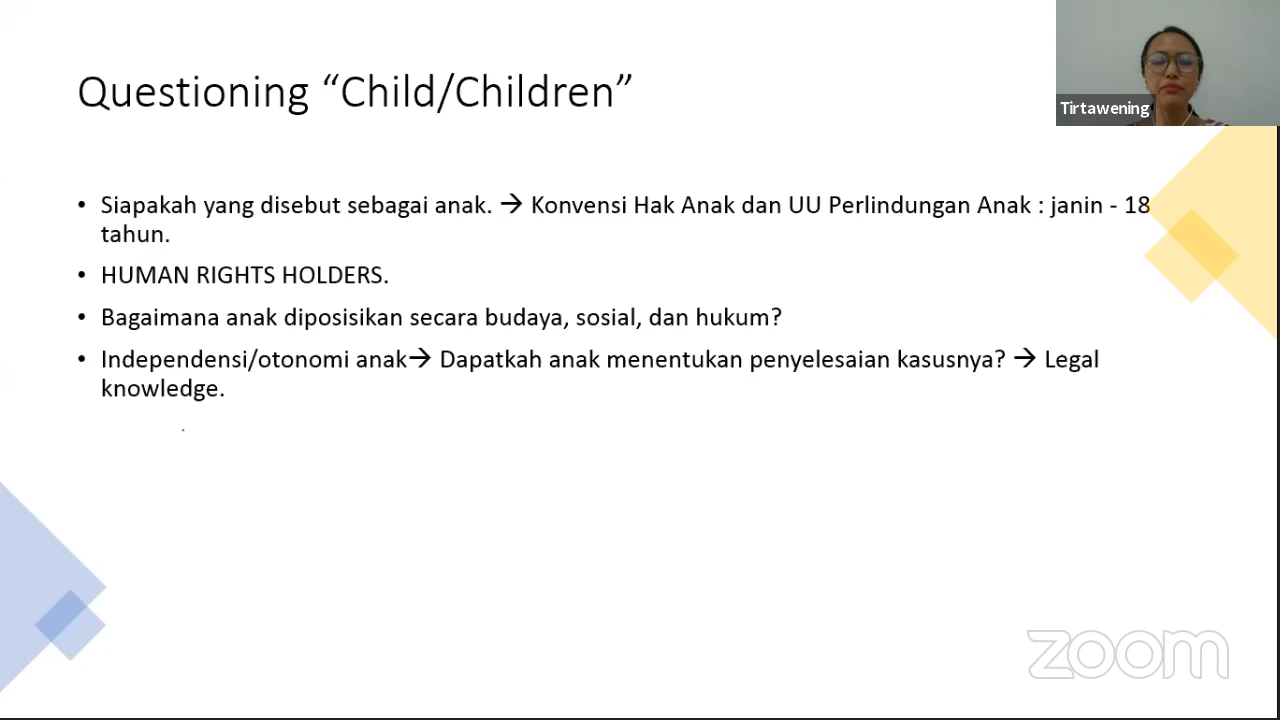 Questioning “Child/Children”
Tirtawening
• Siapakah yang disebut sebagai anak. → Konvensi Hak Anak dan UU Perlindungan Anak : janin - 18
tahun.
• HUMAN RIGHTS HOLDERS.
• Bagaimana anak diposisikan secara budaya, sosial, dan hukum?
• Independensi/otonomi anak→ Dapatkah anak menentukan penyelesaian kasusnya? → Legal
knowledge.
zoom